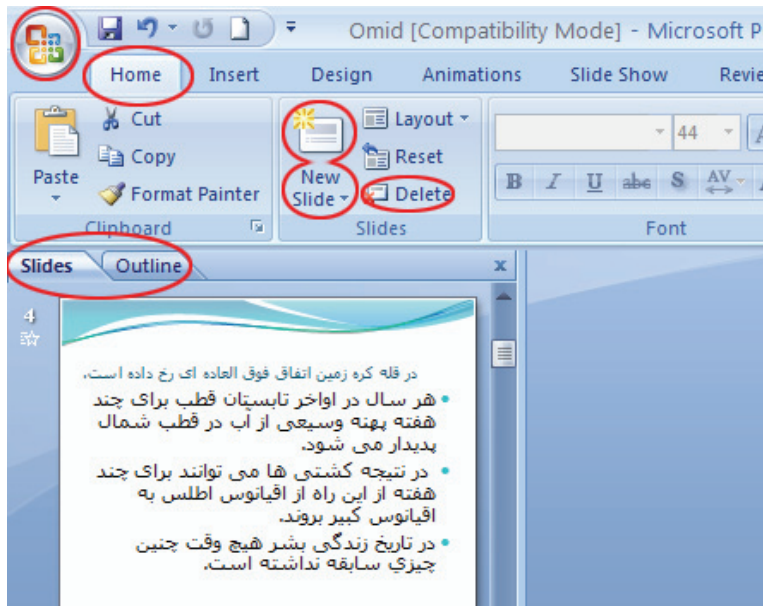 Omid [Compatibility Mode] - Microsoft P
Home Insert Design Animations Slide Show Revie
Paste
Cut
Copy
Format Painter
Clipboard
New
Slide
Layout
Reset
Delete
Slides
44
B I U abe S AV
Font
Slides Outline x
4
در قله کره زمین اتفاق فوق العاده ای رخ داده است.
• هر سال در اواخر تابستان قطب برای چند
هفته پهنه وسیعی از آب در قطب شمال
پدیدار می شود.
• در نتیجه کشتی ها می توانند برای چند
هفته از این راه از اقیانوس اطلس به
اقیانوس کبیر بروند.
• در تاریخ زندگی بشر هیچ وقت چنین
چیزي سابقه نداشته است.